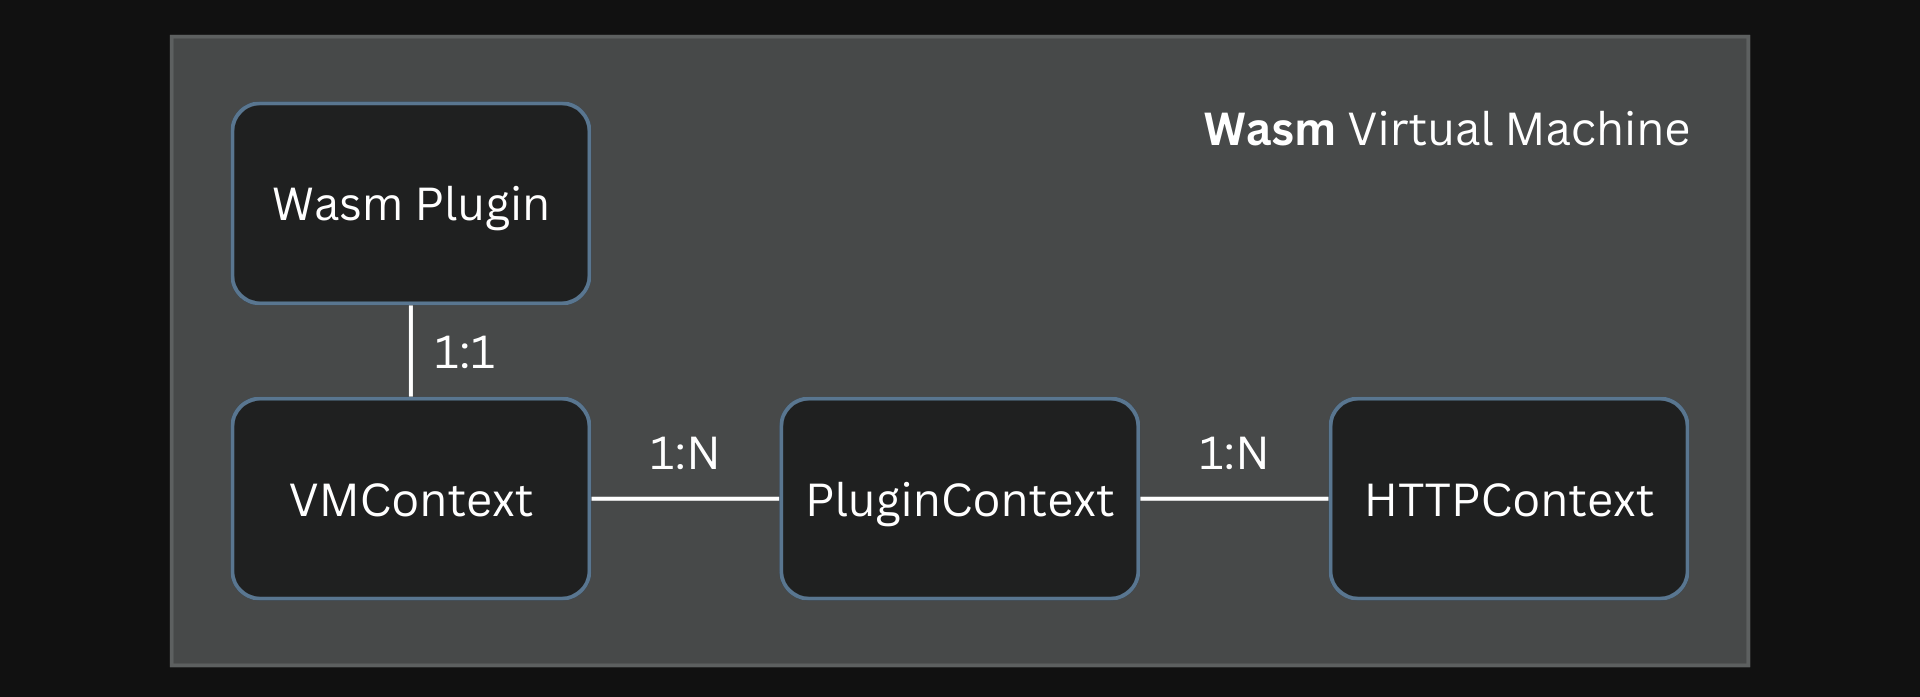 Wasm Virtual Machine
Wasm Plugin
1:1
VMContext
1:N
PluginContext
1:N
HTTPContext